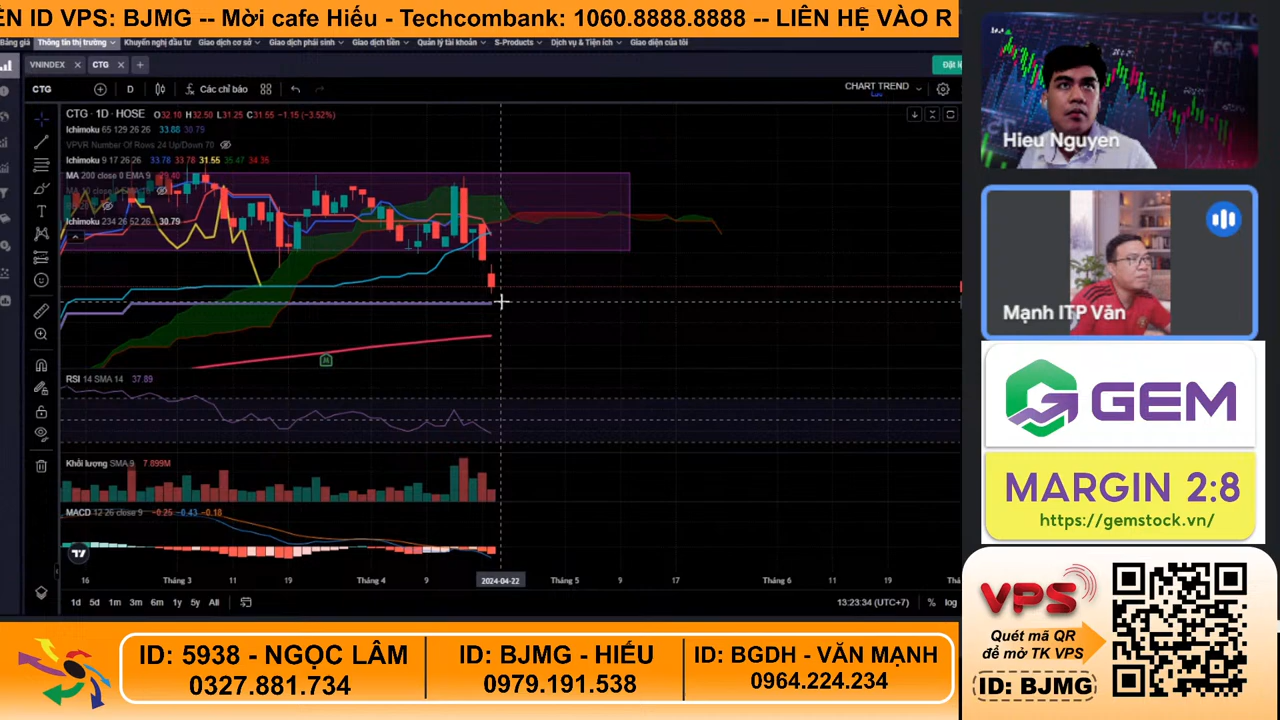 ÊN ID VPS: BJMG -- Mời cafe Hiếu - Techcombank: 1060.8888.8888 -- LIÊN HỆ VÀO R
Bảng giá Thông tin thị trường Khuyến nghị đầu tư Giao dịch cơ sở Giao dịch phái sinh Giao dịch tiền Quản lý tài khoản S-Products Dịch vụ & Tiện ích Giao diện của tôi
VNINDEX CTG
Đặt lệ
CTG D Các chỉ báo CHART TREND
Lưu
CTG · 1D · HOSE O32.10 H32.50 L31.25 C31.55 −1.15 (−3.52%)
Ichimoku 65 129 26 26 33.88 30.79
VPVR Number Of Rows 24 Up/Down 70
Ichimoku 9 17 26 26 33.78 33.78 31.55 35.47 34.35
MA 200 close 0 EMA 9 29.40
Ichimoku 234 26 52 26 30.79
RSI 14 SMA 14 37.89
Khối lượng SMA 9 7.899M
MACD 12 26 close 9 −0.25 −0.43 −0.18
16 Tháng 3 11 19 Tháng 4 9 2024-04-22 Tháng 5 9 17 Tháng 6 11 19 Thá
1d 5d 1m 3m 6m 1y 5y All 13:23:34 (UTC+7) % log
Hieu Nguyen
Mạnh ITP Văn
GEM
MARGIN 2:8
https://gemstock.vn/
VPS
Quét mã QR
để mở TK VPS
ID: BJMG
ID: 5938 - NGỌC LÂM
0327.881.734
ID: BJMG - HIẾU
0979.191.538
ID: BGDH - VĂN MẠNH
0964.224.234